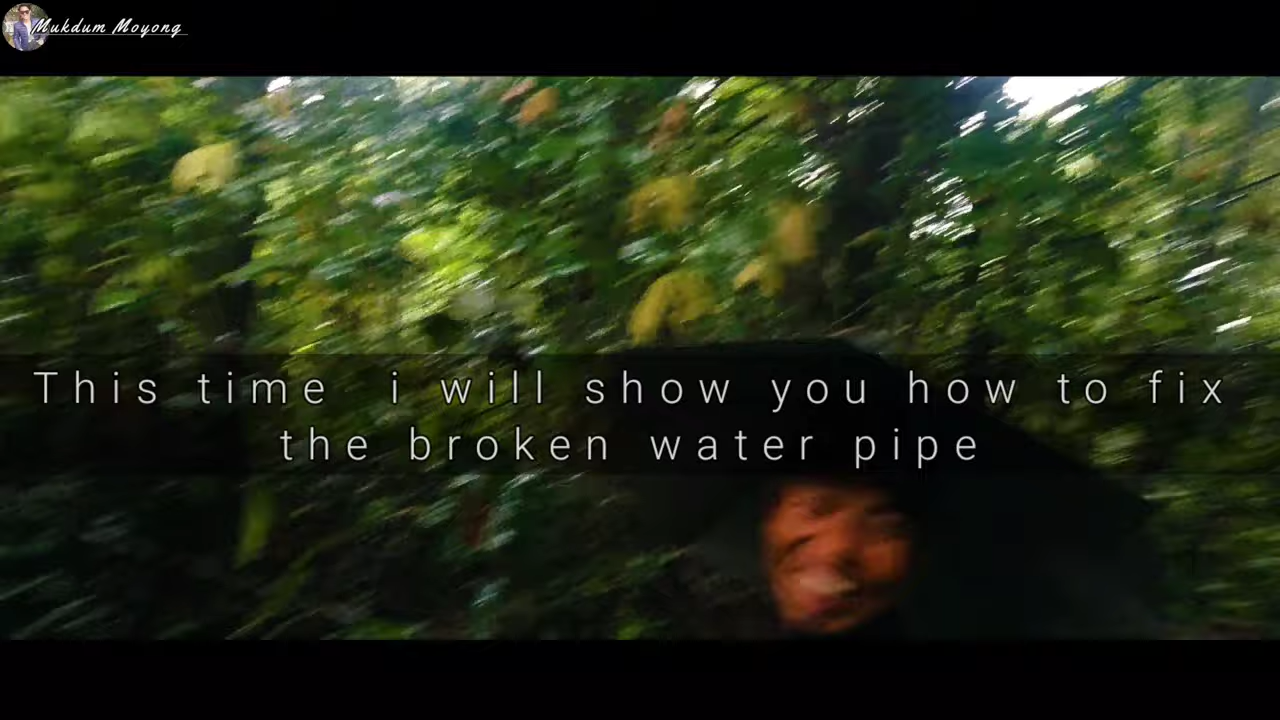 Mukdum Moyong
This time i will show you how to fix
the broken water pipe